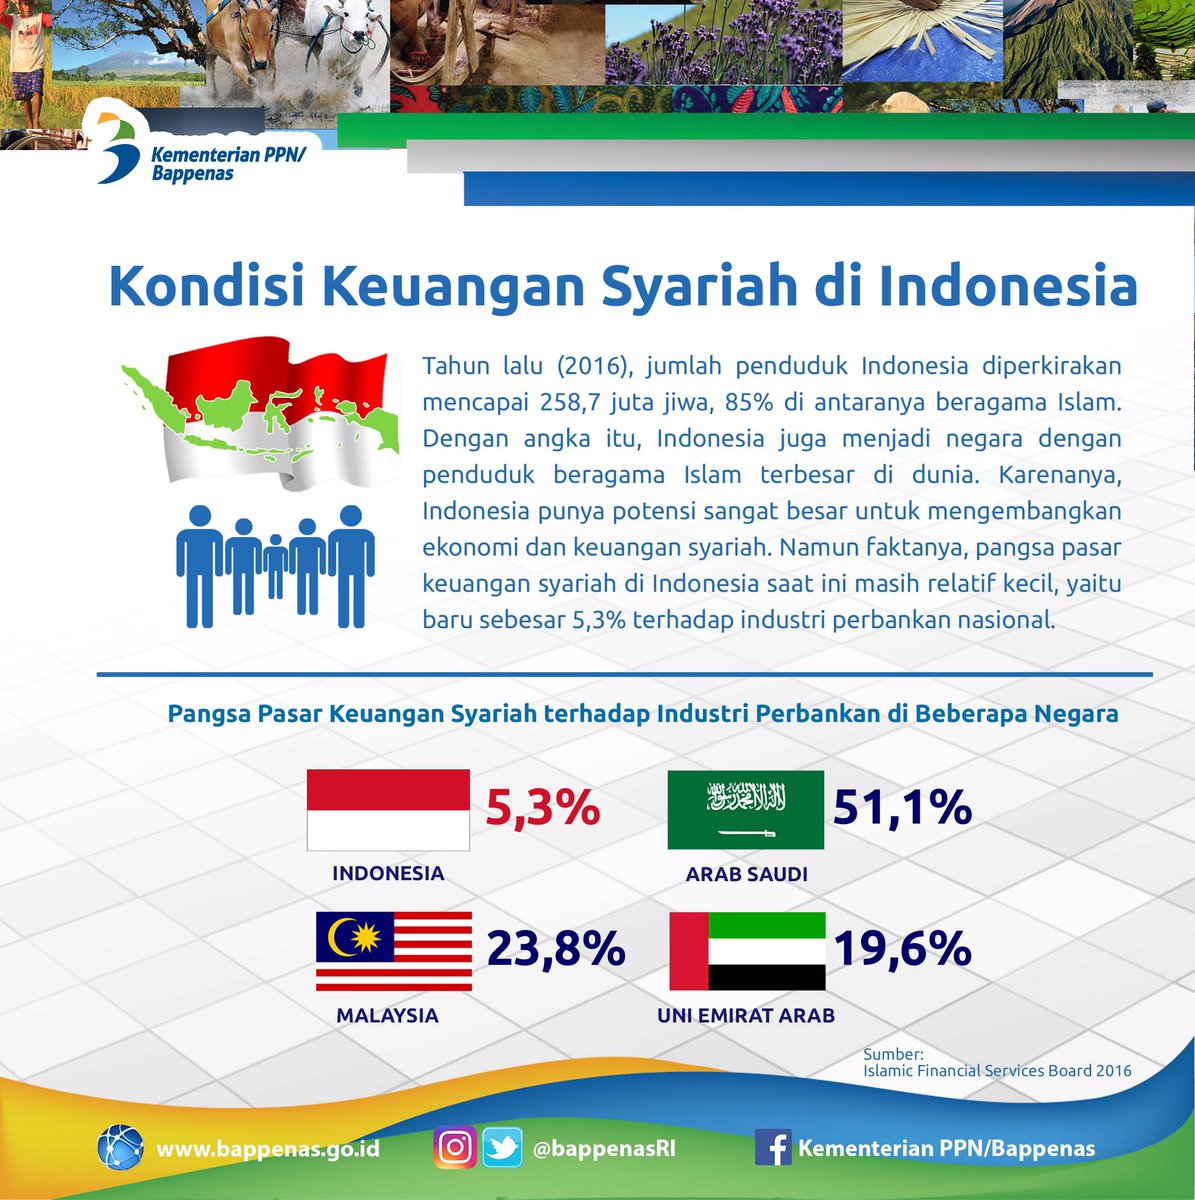 Kementerian PPN/
Bappenas
Kondisi Keuangan Syariah di Indonesia
Tahun lalu (2016), jumlah penduduk Indonesia diperkirakan
mencapai 258,7 juta jiwa, 85% di antaranya beragama Islam.
Dengan angka itu, Indonesia juga menjadi negara dengan
penduduk beragama Islam terbesar di dunia. Karenanya,
Indonesia punya potensi sangat besar untuk mengembangkan
ekonomi dan keuangan syariah. Namun faktanya, pangsa pasar
keuangan syariah di Indonesia saat ini masih relatif kecil, yaitu
baru sebesar 5,3% terhadap industri perbankan nasional.
Pangsa Pasar Keuangan Syariah terhadap Industri Perbankan di Beberapa Negara
5,3%
INDONESIA
51,1%
ARAB SAUDI
23,8%
MALAYSIA
19,6%
UNI EMIRAT ARAB
Sumber:
Islamic Financial Services Board 2016
www.bappenas.go.id
@bappenasRI
Kementerian PPN/Bappenas